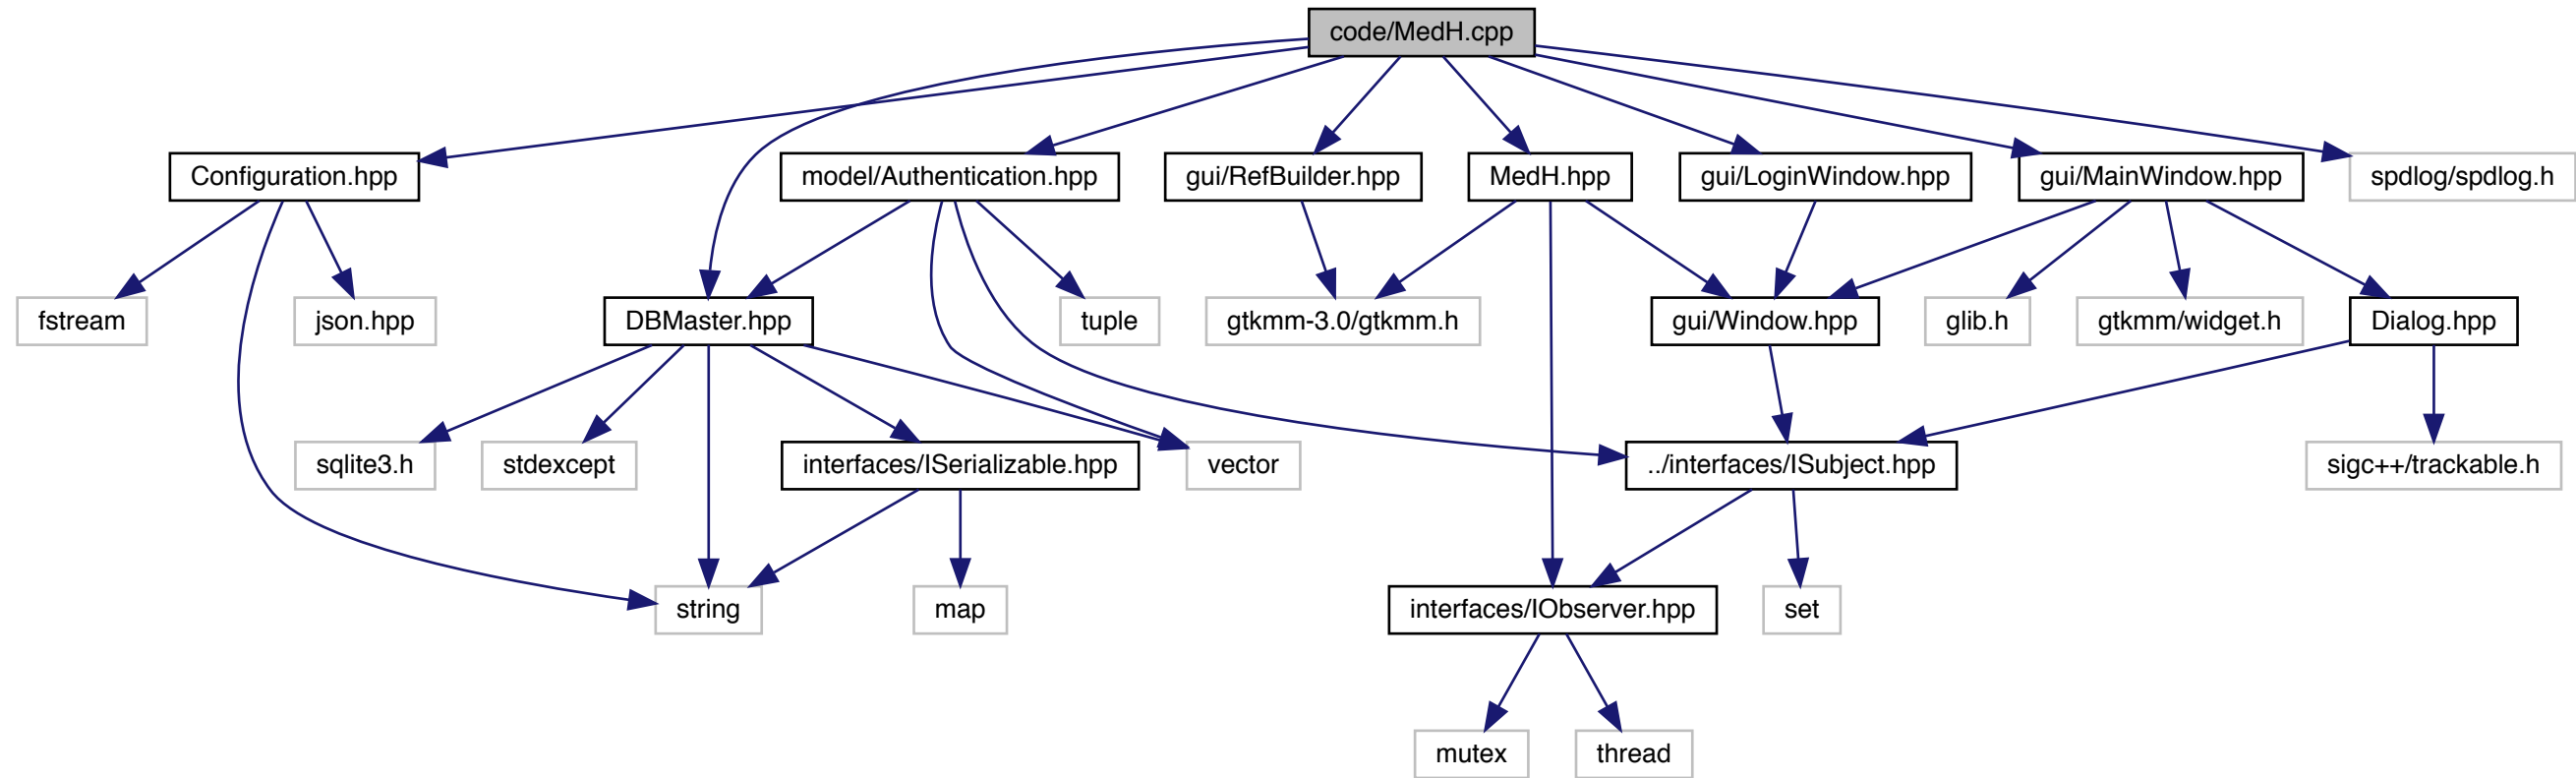 code/MedH.cpp
Configuration.hpp
model/Authentication.hpp
gui/RefBuilder.hpp
MedH.hpp
gui/LoginWindow.hpp
gui/MainWindow.hpp
spdlog/spdlog.h
fstream
json.hpp
DBMaster.hpp
tuple
gtkmm-3.0/gtkmm.h
gui/Window.hpp
glib.h
gtkmm/widget.h
Dialog.hpp
sqlite3.h
stdexcept
interfaces/ISerializable.hpp
vector
../interfaces/ISubject.hpp
sigc++/trackable.h
string
map
interfaces/IObserver.hpp
set
mutex
thread